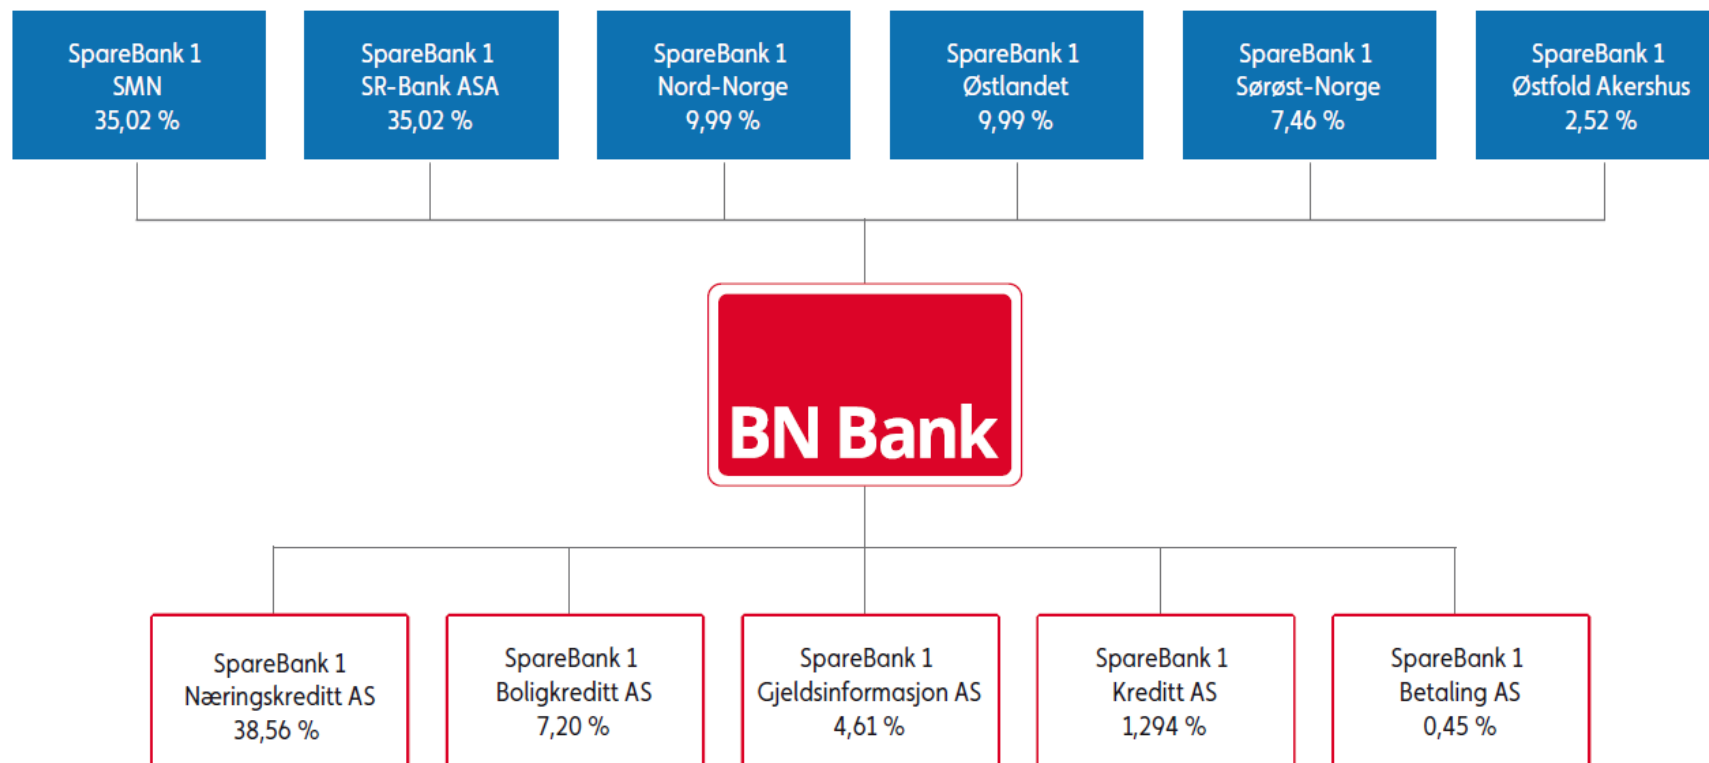 SpareBank 1
SMN
35,02 %
SpareBank 1
SR-Bank ASA
35,02 %
SpareBank 1
Nord-Norge
9,99 %
SpareBank 1
Østlandet
9,99 %
SpareBank 1
Sørøst-Norge
7,46 %
SpareBank 1
Østfold Akershus
2,52 %
BN Bank
SpareBank 1
Næringskreditt AS
38,56 %
SpareBank 1
Boligkreditt AS
7,20 %
SpareBank 1
Gjeldsinformasjon AS
4,61 %
SpareBank 1
Kreditt AS
1,294 %
SpareBank 1
Betaling AS
0,45 %